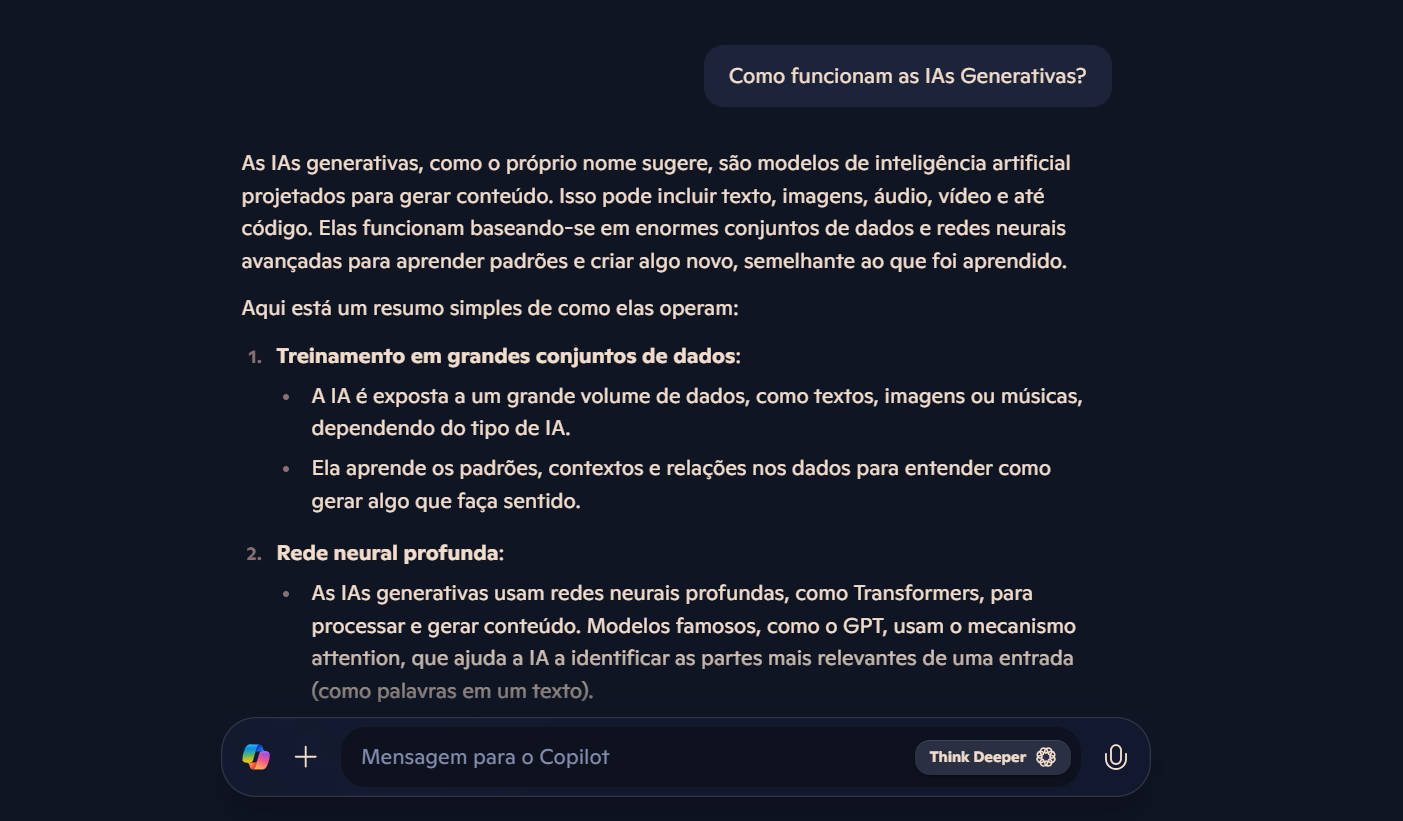 Como funcionam as IAs Generativas?
As IAs generativas, como o próprio nome sugere, são modelos de inteligência artificial
projetados para gerar conteúdo. Isso pode incluir texto, imagens, áudio, vídeo e até
código. Elas funcionam baseando-se em enormes conjuntos de dados e redes neurais
avançadas para aprender padrões e criar algo novo, semelhante ao que foi aprendido.
Aqui está um resumo simples de como elas operam:
1. Treinamento em grandes conjuntos de dados:
• A IA é exposta a um grande volume de dados, como textos, imagens ou músicas,
dependendo do tipo de IA.
• Ela aprende os padrões, contextos e relações nos dados para entender como
gerar algo que faça sentido.
2. Rede neural profunda:
• As IAs generativas usam redes neurais profundas, como Transformers, para
processar e gerar conteúdo. Modelos famosos, como o GPT, usam o mecanismo
attention, que ajuda a IA a identificar as partes mais relevantes de uma entrada
(como palavras em um texto).
Mensagem para o Copilot
Think Deeper